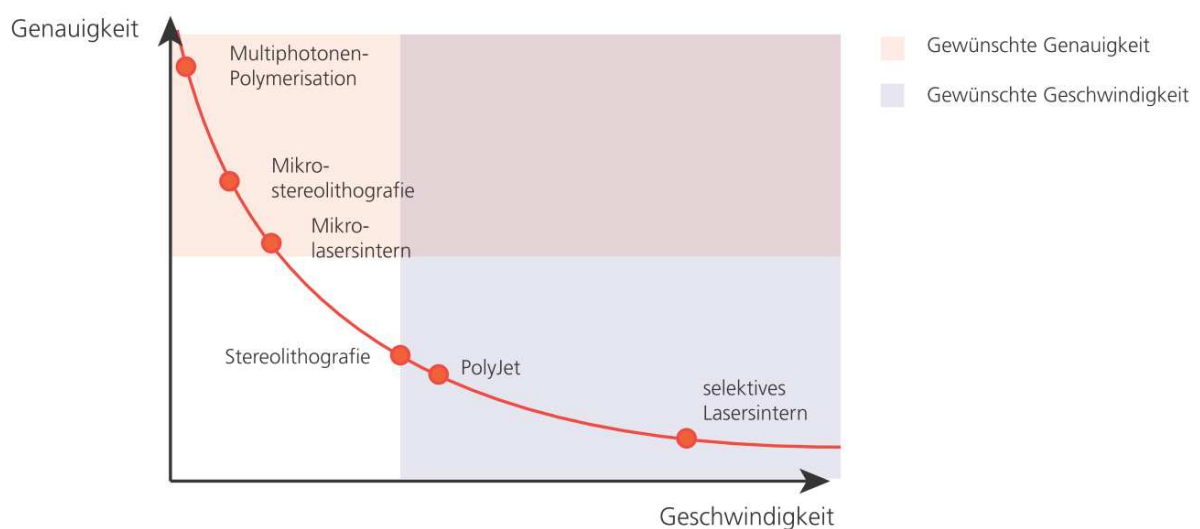 Genauigkeit
Multiphotonen-
Polymerisation
Mikro-
stereolithografie
Mikro-
lasersintern
Stereolithografie
PolyJet
selektives
Lasersintern
Geschwindigkeit
Gewünschte Genauigkeit
Gewünschte Geschwindigkeit